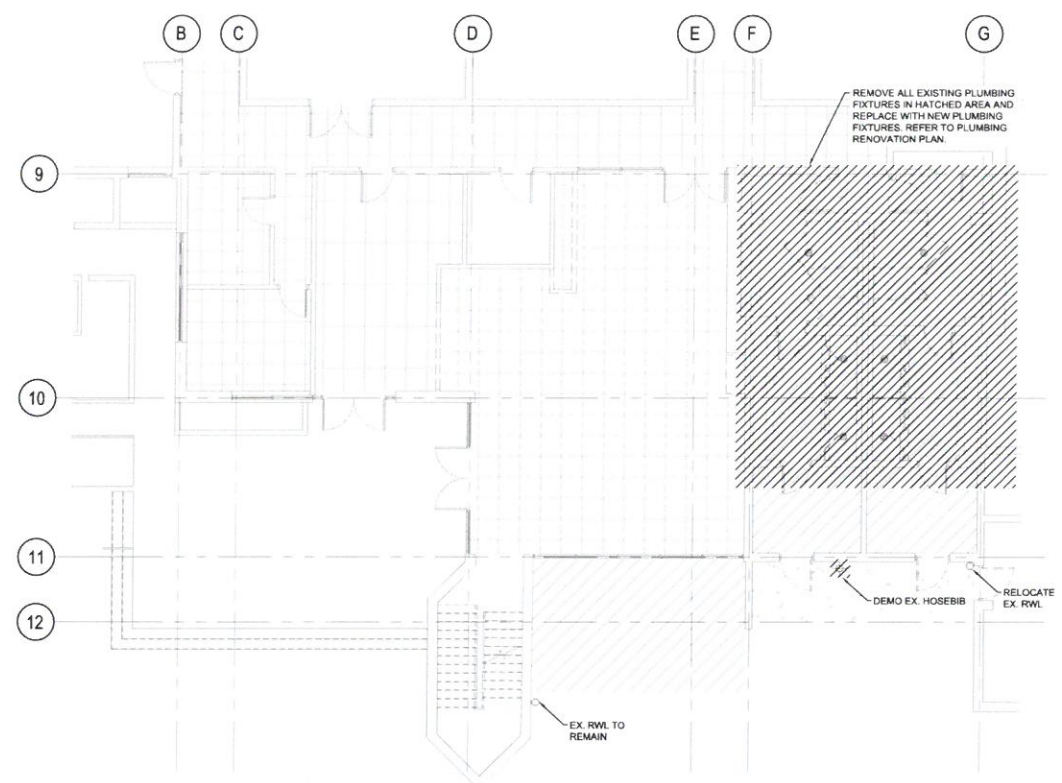 B
C
D
E
F
G
REMOVE ALL EXISTING PLUMBING
FIXTURES IN HATCHED AREA AND
REPLACE WITH NEW PLUMBING
FIXTURES. REFER TO PLUMBING
RENOVATION PLAN.
9
10
11
12
DEMO EX. HOSEBIB
RELOCATE
EX. RWL
EX. RWL TO
REMAIN